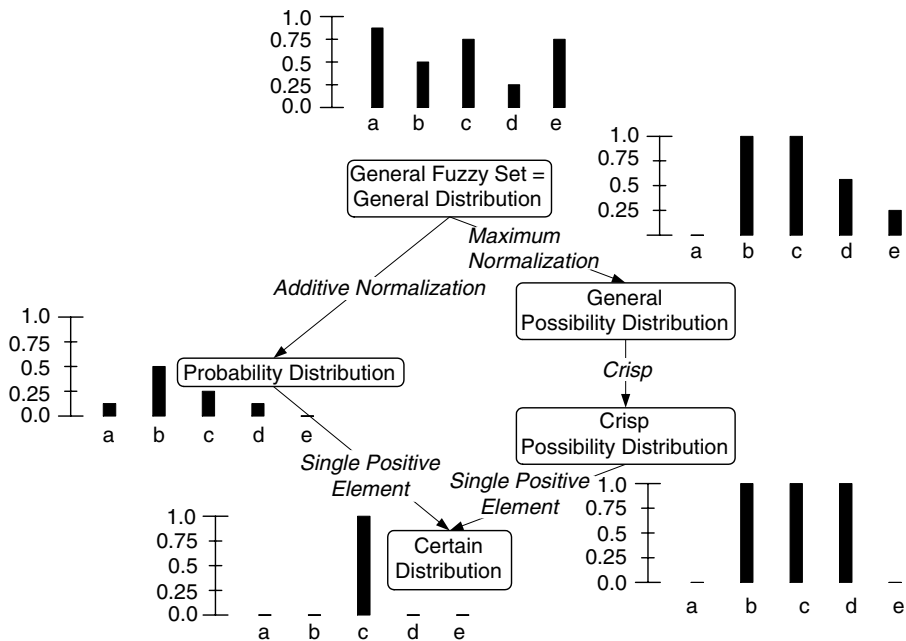 1.0
0.75
0.5
0.25
0.0
a b c d e
General Fuzzy Set =
General Distribution
1.0
0.75
0.5
0.25
a b c d e
Maximum
Normalization
Additive Normalization
General
Possibility Distribution
1.0
0.75
0.5
0.25
0.0
a b c d e
Probability Distribution
Crisp
Crisp
Possibility Distribution
Single Positive
Element
Single Positive
Element
1.0
0.75
0.5
0.25
0.0
a b c d e
Certain
Distribution
1.0
0.75
0.5
0.25
0.0
a b c d e